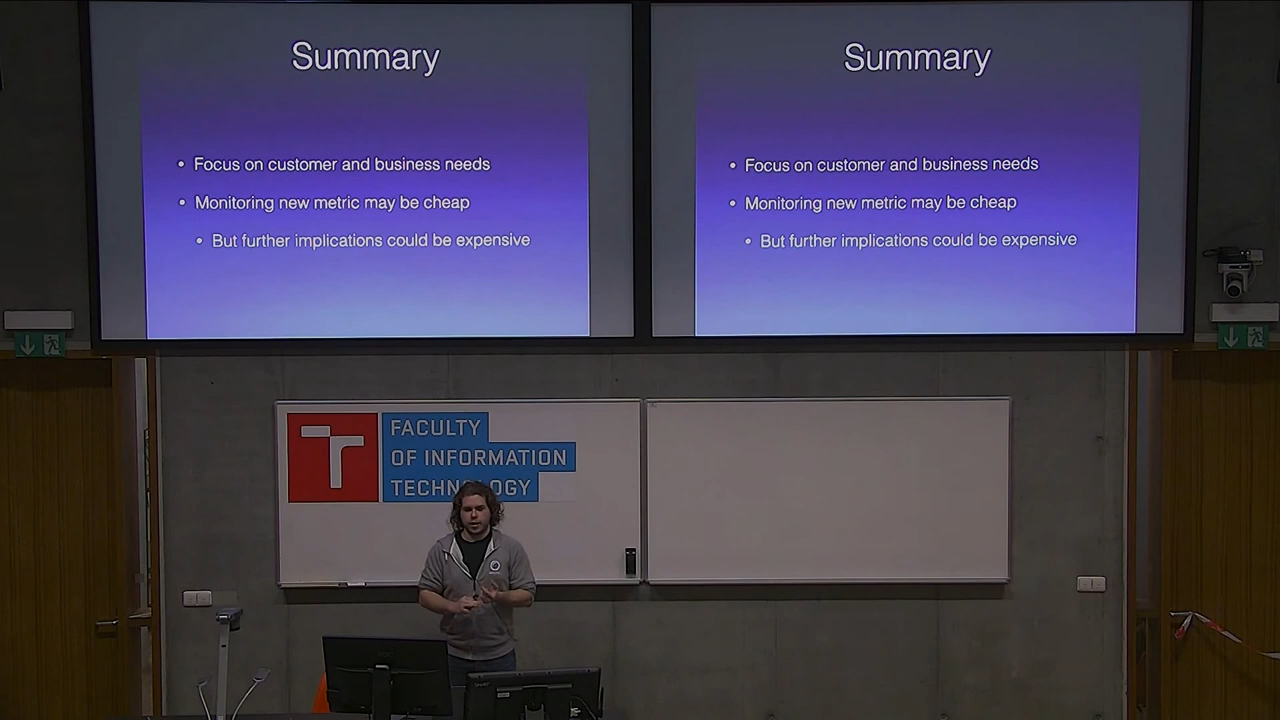 Summary
• Focus on customer and business needs
• Monitoring new metric may be cheap
• But further implications could be expensive
Summary
• Focus on customer and business needs
• Monitoring new metric may be cheap
• But further implications could be expensive
T
FACULTY
OF INFORMATION
TECHNOLOGY